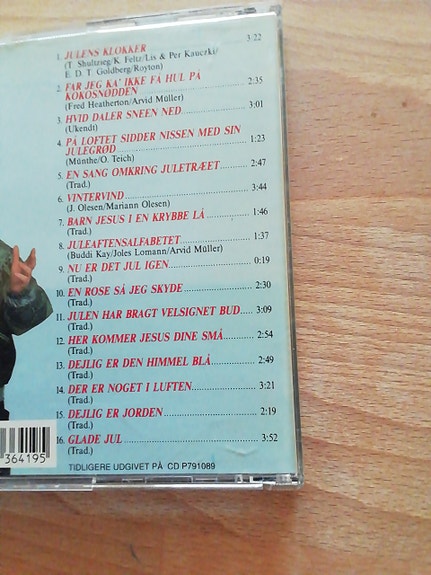 1. JULENS KLOKKER 3:22
(T. Shultzieg/K. Feltz/Lis & Per Kauczki/
E. D. T. Goldberg/Royton)
2. FAR JEG KA' IKKE FÅ HUL PÅ
KOKOSNØDDEN 2:35
(Fred Heatherton/Arvid Müller)
3. HVID DALER SNEEN NED 3:01
(Ukendt)
4. PÅ LOFTET SIDDER NISSEN MED SIN
JULEGRØD 1:23
(Münthe/O. Teich)
5. EN SANG OMKRING JULETRÆET 2:47
(Trad.)
6. VINTERVIND 3:44
(J. Olesen/Mariann Olesen)
7. BARN JESUS I EN KRYBBE LÅ 1:46
(Trad.)
8. JULEAFTENSALFABETET 1:37
(Buddi Kay/Joles Lomann/Arvid Müller)
9. NU ER DET JUL IGEN 0:19
(Trad.)
10. EN ROSE SÅ JEG SKYDE 2:30
(Trad.)
11. JULEN HAR BRAGT VELSIGNET BUD 3:09
(Trad.)
12. HER KOMMER JESUS DINE SMÅ 2:54
(Trad.)
13. DEJLIG ER DEN HIMMEL BLÅ 2:49
(Trad.)
14. DER ER NOGET I LUFTEN 3:21
(Trad.)
15. DEJLIG ER JORDEN 2:19
(Trad.)
16. GLADE JUL 3:52
(Trad.)
364195
TIDLIGERE UDGIVET PÅ CD P791089